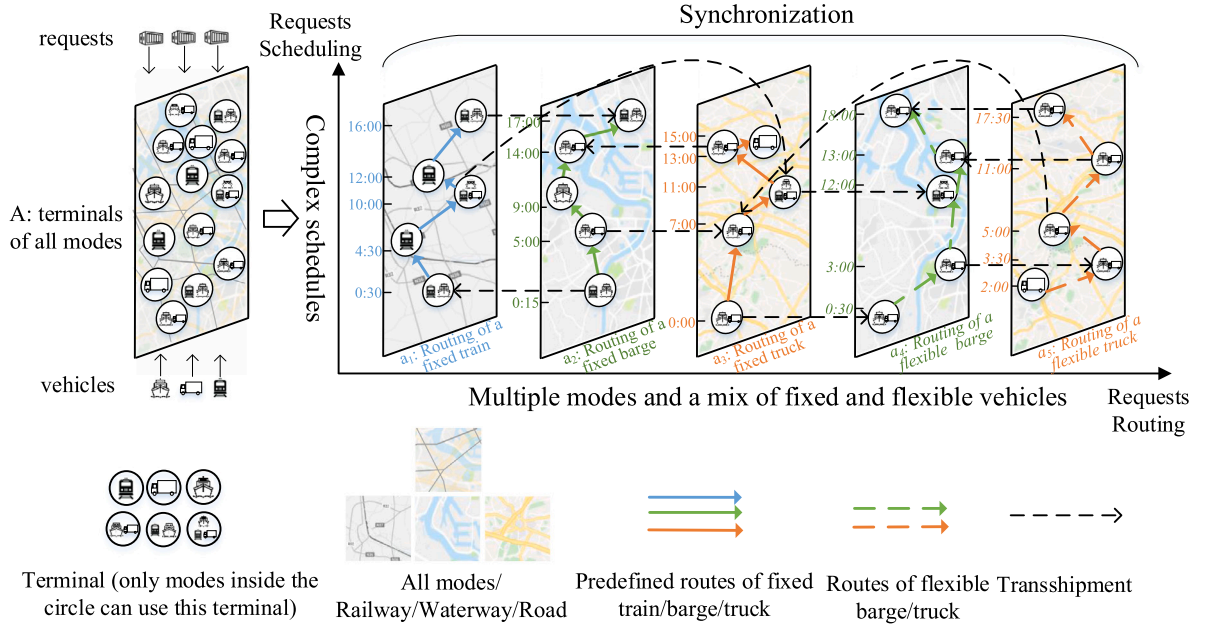 Synchronization
requests
Requests
Scheduling
A: terminals
of all modes
vehicles
Complex schedules
16:00
12:00
10:00
4:30
0:30
a₁: Routing of a
fixed train
17:00
14:00
9:00
5:00
0:15
a₂: Routing of a
fixed barge
15:00
13:00
11:00
7:00
0:00
a₃: Routing of a
fixed truck
18:00
13:00
12:00
3:00
0:30
a₄: Routing of a
flexible barge
17:30
11:00
5:00
3:30
2:00
a₅: Routing of a
flexible truck
Multiple modes and a mix of fixed and flexible vehicles
Requests
Routing
Terminal (only modes inside the
circle can use this terminal)
All modes/
Railway/Waterway/Road
Predefined routes of fixed
train/barge/truck
Routes of flexible
barge/truck
Transshipment